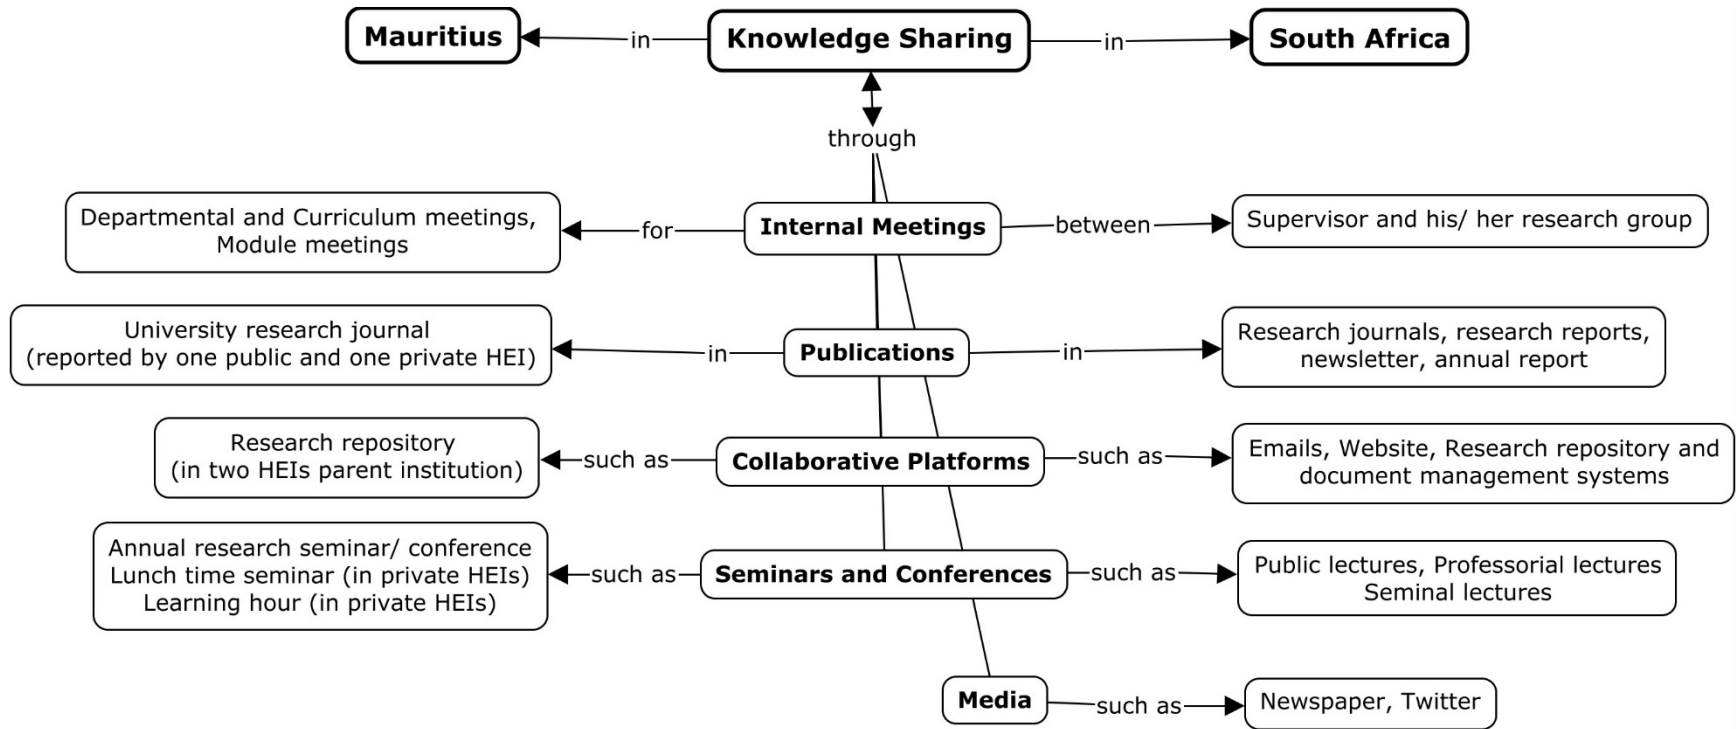 Mauritius
in
Knowledge Sharing
in
South Africa
through
Departmental and Curriculum meetings,
Module meetings
for
Internal Meetings
between
Supervisor and his/ her research group
University research journal
(reported by one public and one private HEI)
in
Publications
in
Research journals, research reports,
newsletter, annual report
Research repository
(in two HEIs parent institution)
such as
Collaborative Platforms
such as
Emails, Website, Research repository and
document management systems
Annual research seminar/ conference
Lunch time seminar (in private HEIs)
Learning hour (in private HEIs)
such as
Seminars and Conferences
such as
Public lectures, Professorial lectures
Seminal lectures
Media
such as
Newspaper, Twitter